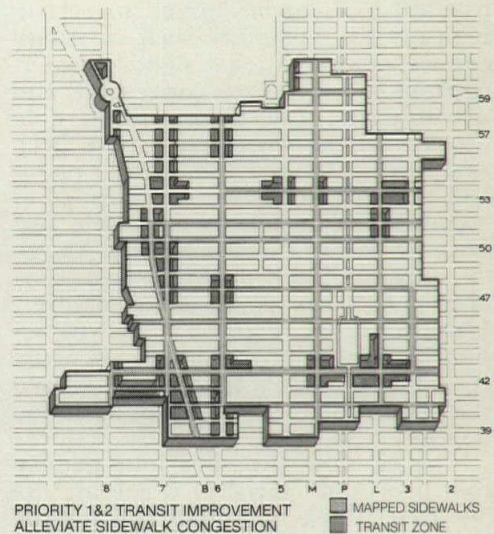 59
57
53
50
47
42
39
8 7 B 6 5 M P L 3 2
PRIORITY 1&2 TRANSIT IMPROVEMENT
ALLEVIATE SIDEWALK CONGESTION
MAPPED SIDEWALKS
TRANSIT ZONE